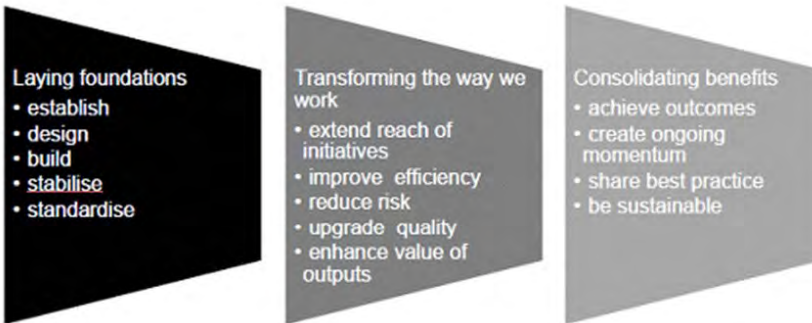 Laying foundations
• establish
• design
• build
• stabilise
• standardise
Transforming the way we
work
• extend reach of
initiatives
• improve efficiency
• reduce risk
• upgrade quality
• enhance value of
outputs
Consolidating benefits
• achieve outcomes
• create ongoing
momentum
• share best practice
• be sustainable